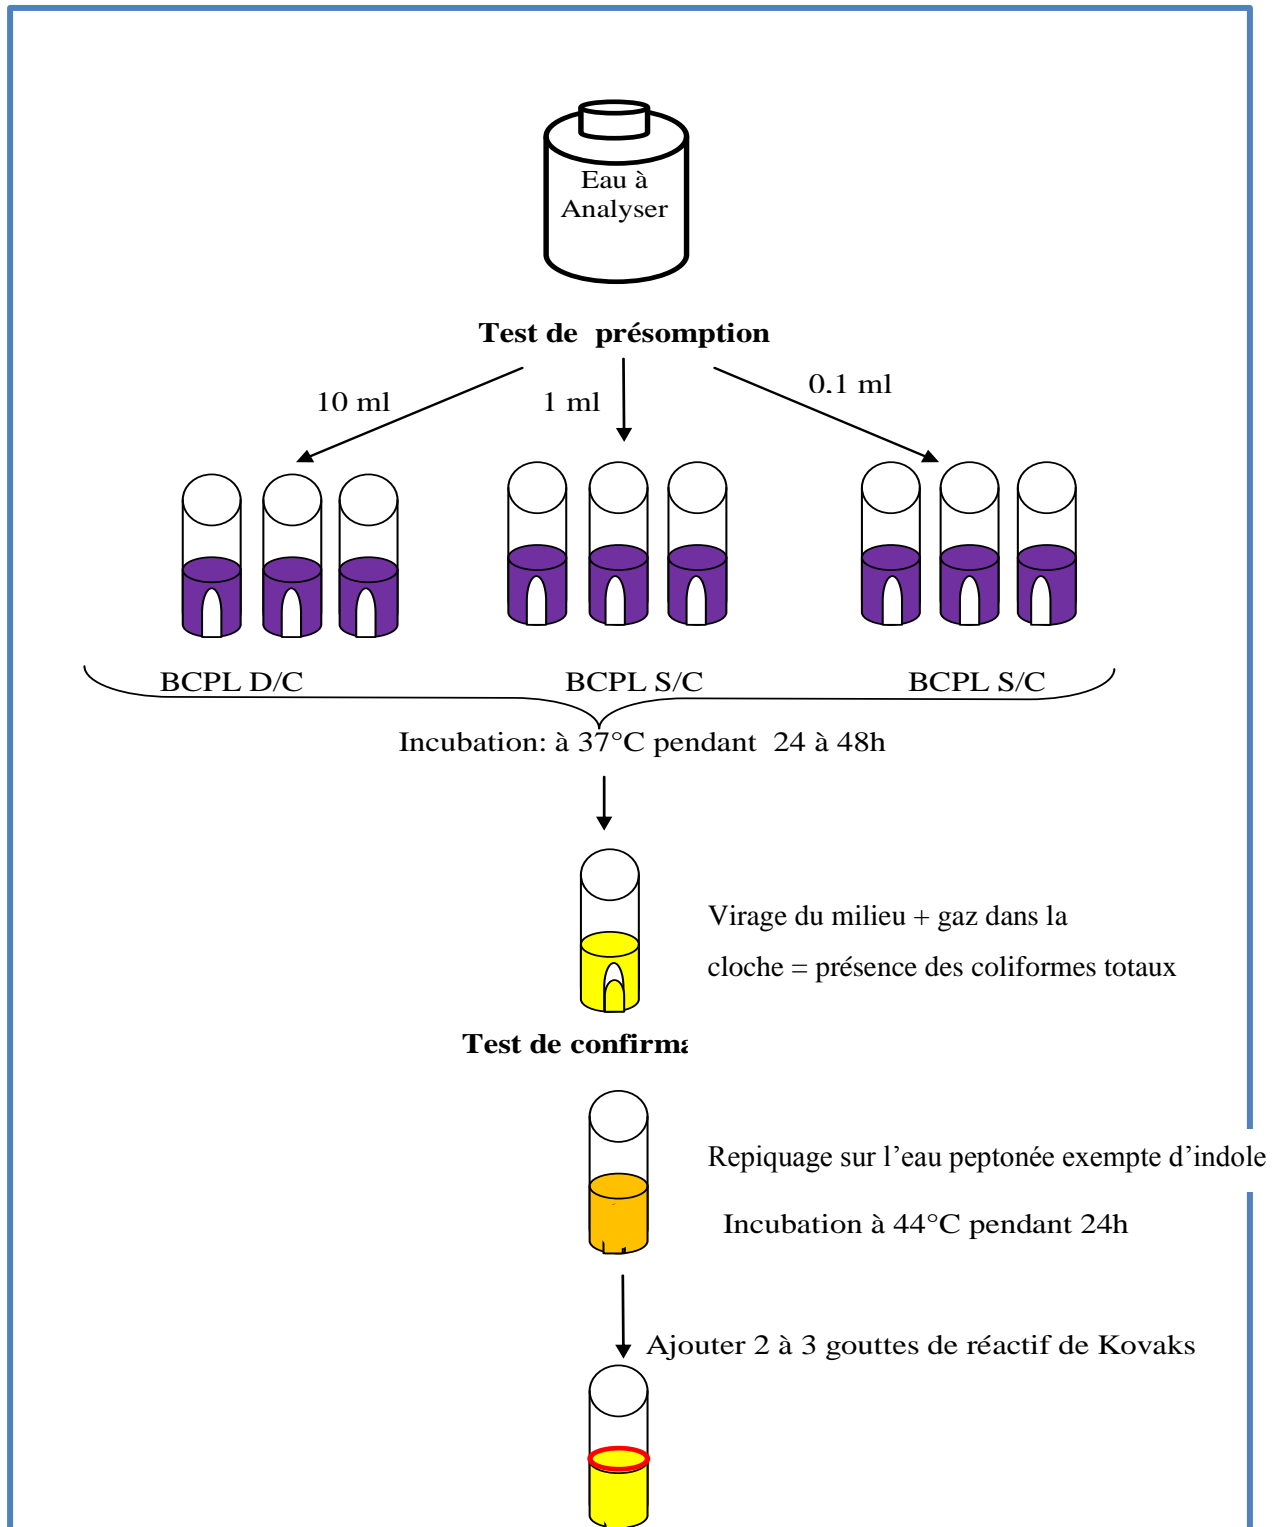 Eau à
Analyser
Test de présomption
10 ml
1 ml
0,1 ml
BCPL D/C
BCPL S/C
BCPL S/C
Incubation: à 37°C pendant 24 à 48h
Virage du milieu + gaz dans la
cloche = présence des coliformes totaux
Test de confirma
Repiquage sur l’eau peptonée exempte d’indole
Incubation à 44°C pendant 24h
Ajouter 2 à 3 gouttes de réactif de Kovaks